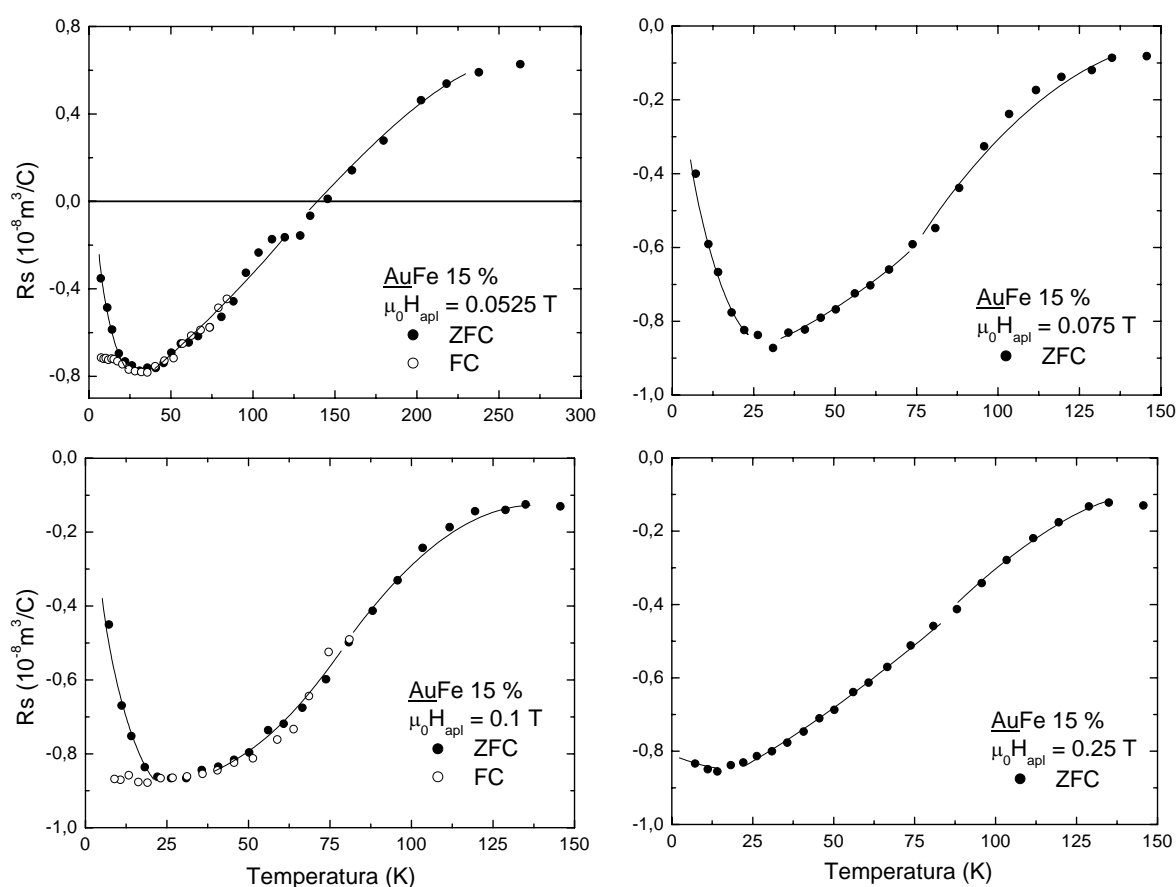 0,8
0,4
0,0
-0,4
-0,8
Rs (10⁻⁸m³/C)
AuFe 15 %
μ₀Hapl = 0.0525 T
ZFC
FC
0 50 100 150 200 250 300
0,0
-0,2
-0,4
-0,6
-0,8
-1,0
AuFe 15 %
μ₀Hapl = 0.075 T
ZFC
0 25 50 75 100 125 150
0,0
-0,2
-0,4
-0,6
-0,8
-1,0
Rs (10⁻⁸m³/C)
AuFe 15 %
μ₀Hapl = 0.1 T
ZFC
FC
0 25 50 75 100 125 150
Temperatura (K)
0,0
-0,2
-0,4
-0,6
-0,8
-1,0
AuFe 15 %
μ₀Hapl = 0.25 T
ZFC
0 25 50 75 100 125 150
Temperatura (K)